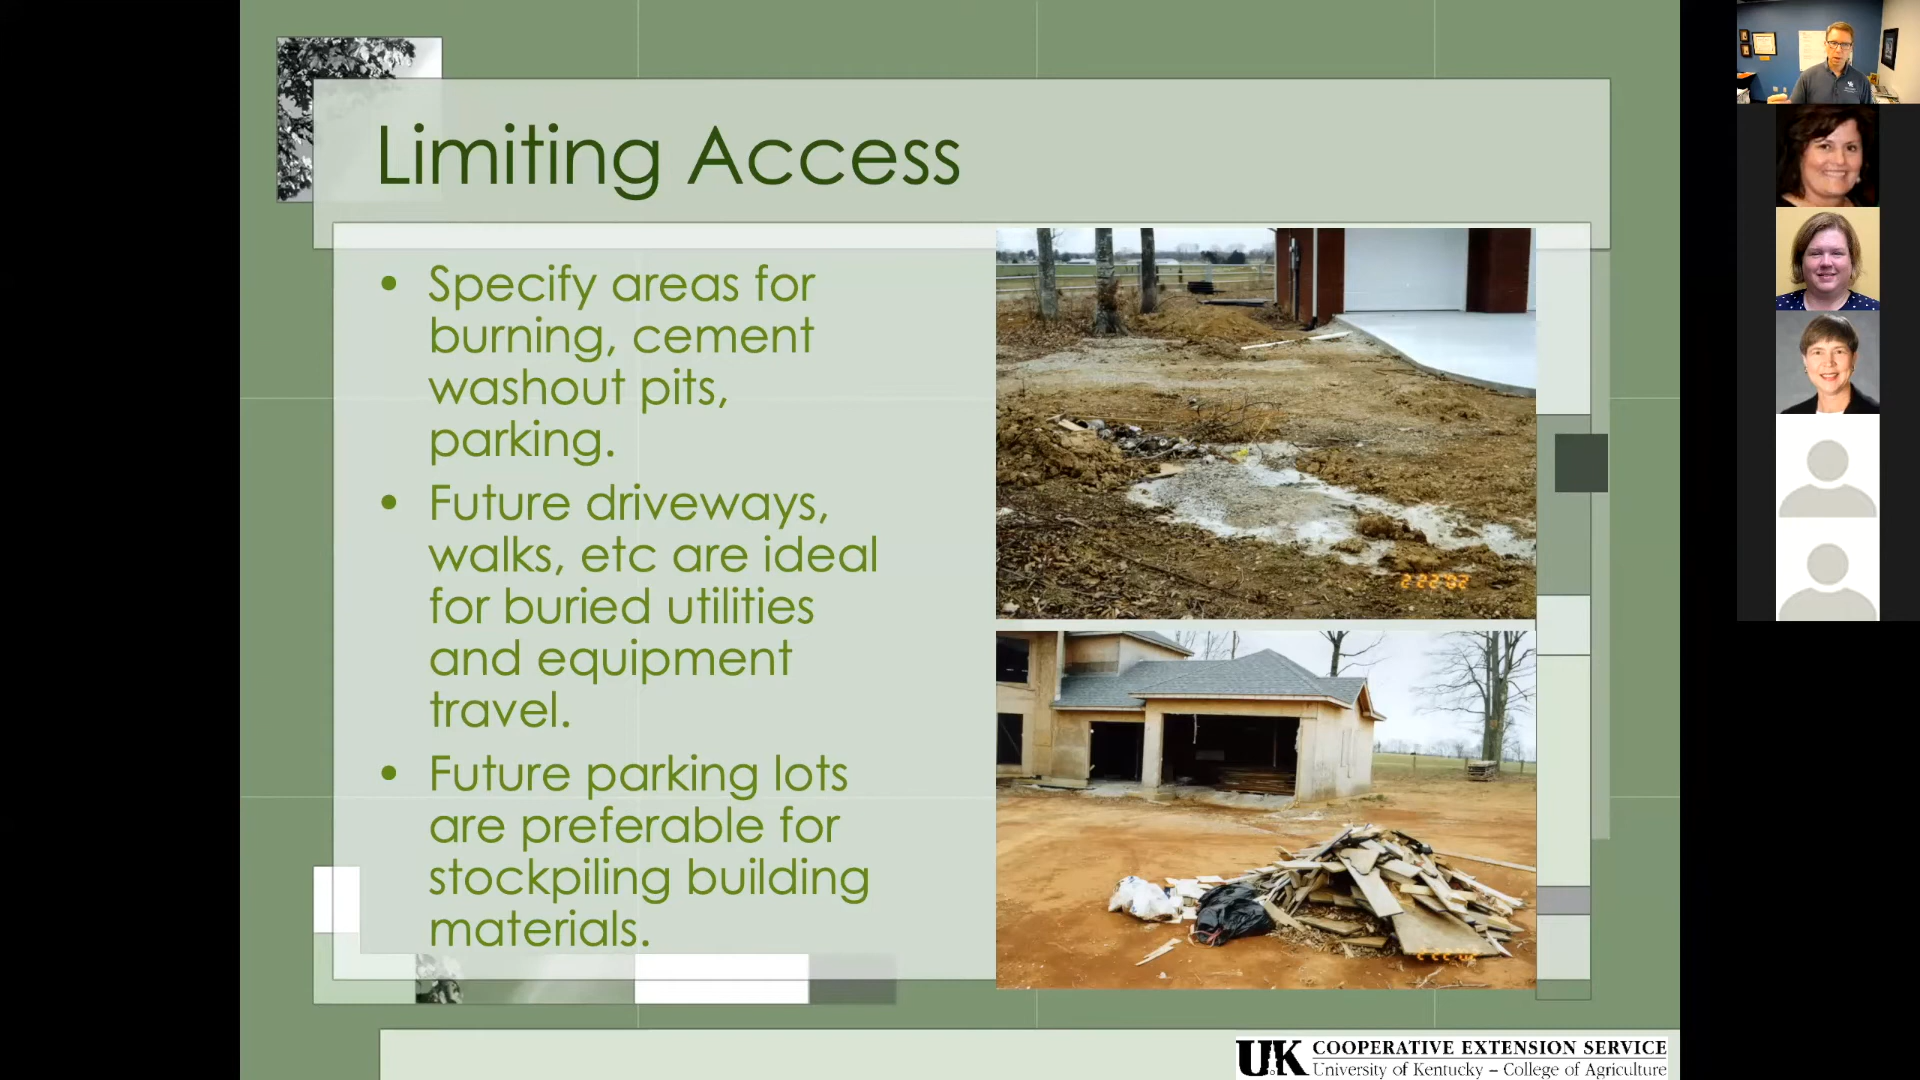 Limiting Access
• Specify areas for
burning, cement
washout pits,
parking.
• Future driveways,
walks, etc are ideal
for buried utilities
and equipment
travel.
• Future parking lots
are preferable for
stockpiling building
materials.
UK COOPERATIVE EXTENSION SERVICE
University of Kentucky – College of Agriculture